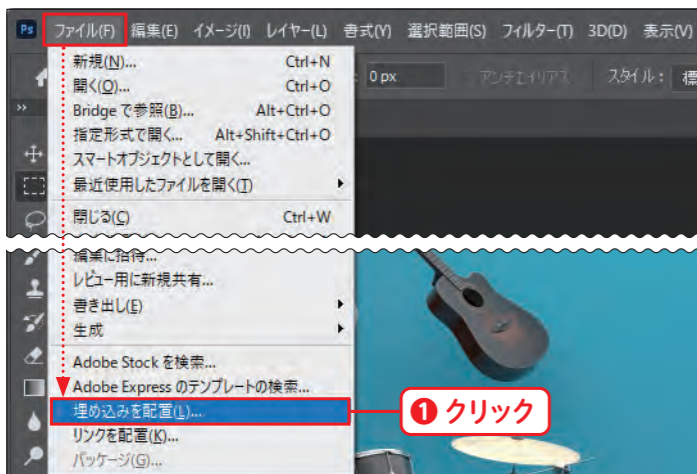 Ps ファイル(F) 編集(E) イメージ(I) レイヤー(L) 書式(Y) 選択範囲(S) フィルター(T) 3D(D) 表示(V)
: 0 px アンチエイリアス スタイル： 標
新規(N)... Ctrl+N
開く(O)... Ctrl+O
Bridge で参照(B)... Alt+Ctrl+O
指定形式で開く... Alt+Shift+Ctrl+O
スマートオブジェクトとして開く...
最近使用したファイルを開く(T)
閉じる(C) Ctrl+W
編集に招待...
レビュー用に新規共有...
書き出し(E)
生成
Adobe Stock を検索...
Adobe Express のテンプレートの検索...
埋め込みを配置(L)...
❶ クリック
リンクを配置(K)...
パッケージ(G)...